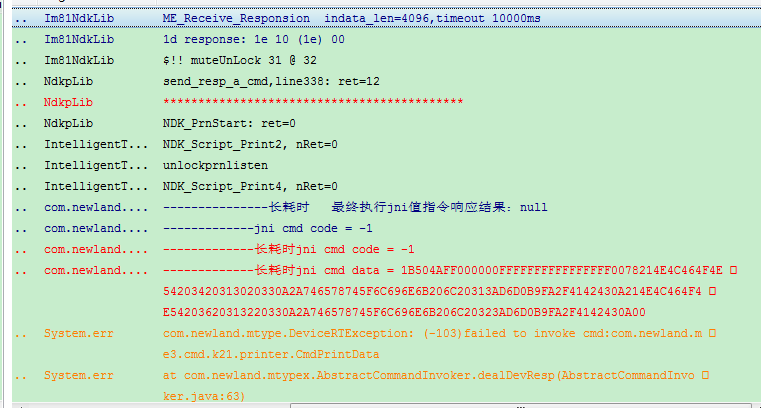 .. Im81NdkLib ME_Receive_Responsion indata_len=4096,timeout 10000ms
.. Im81NdkLib 1d response: 1e 10 (1e) 00
.. Im81NdkLib $!! muteUnLock 31 @ 32
.. NdkpLib send_resp_a_cmd,line338: ret=12
.. NdkpLib *******************************************
.. NdkpLib NDK_PrnStart: ret=0
.. IntelligentT... NDK_Script_Print2, nRet=0
.. IntelligentT... unlockprnlisten
.. IntelligentT... NDK_Script_Print4, nRet=0
.. com.newland.... --------------长耗时 最终执行jni值指令响应结果：null
.. com.newland.... -------------jni cmd code = -1
.. com.newland.... -------------长耗时jni cmd code = -1
.. com.newland.... -------------长耗时jni cmd data = 1B504AFF000000FFFFFFFFFFFFFFFF0078214E4C464F4E
54203420313020330A2A746578745F6C696E6B206C20313AD6D0B9FA2F4142430A214E4C464F4
E54203620313220330A2A746578745F6C696E6B206C20323AD6D0B9FA2F4142430A00
.. System.err com.newland.mtype.DeviceRTException: (-103)failed to invoke cmd:com.newland.m
e3.cmd.k21.printer.CmdPrintData
.. System.err at com.newland.mtypex.AbstractCommandInvoker.dealDevResp(AbstractCommandInvo
ker.java:63)